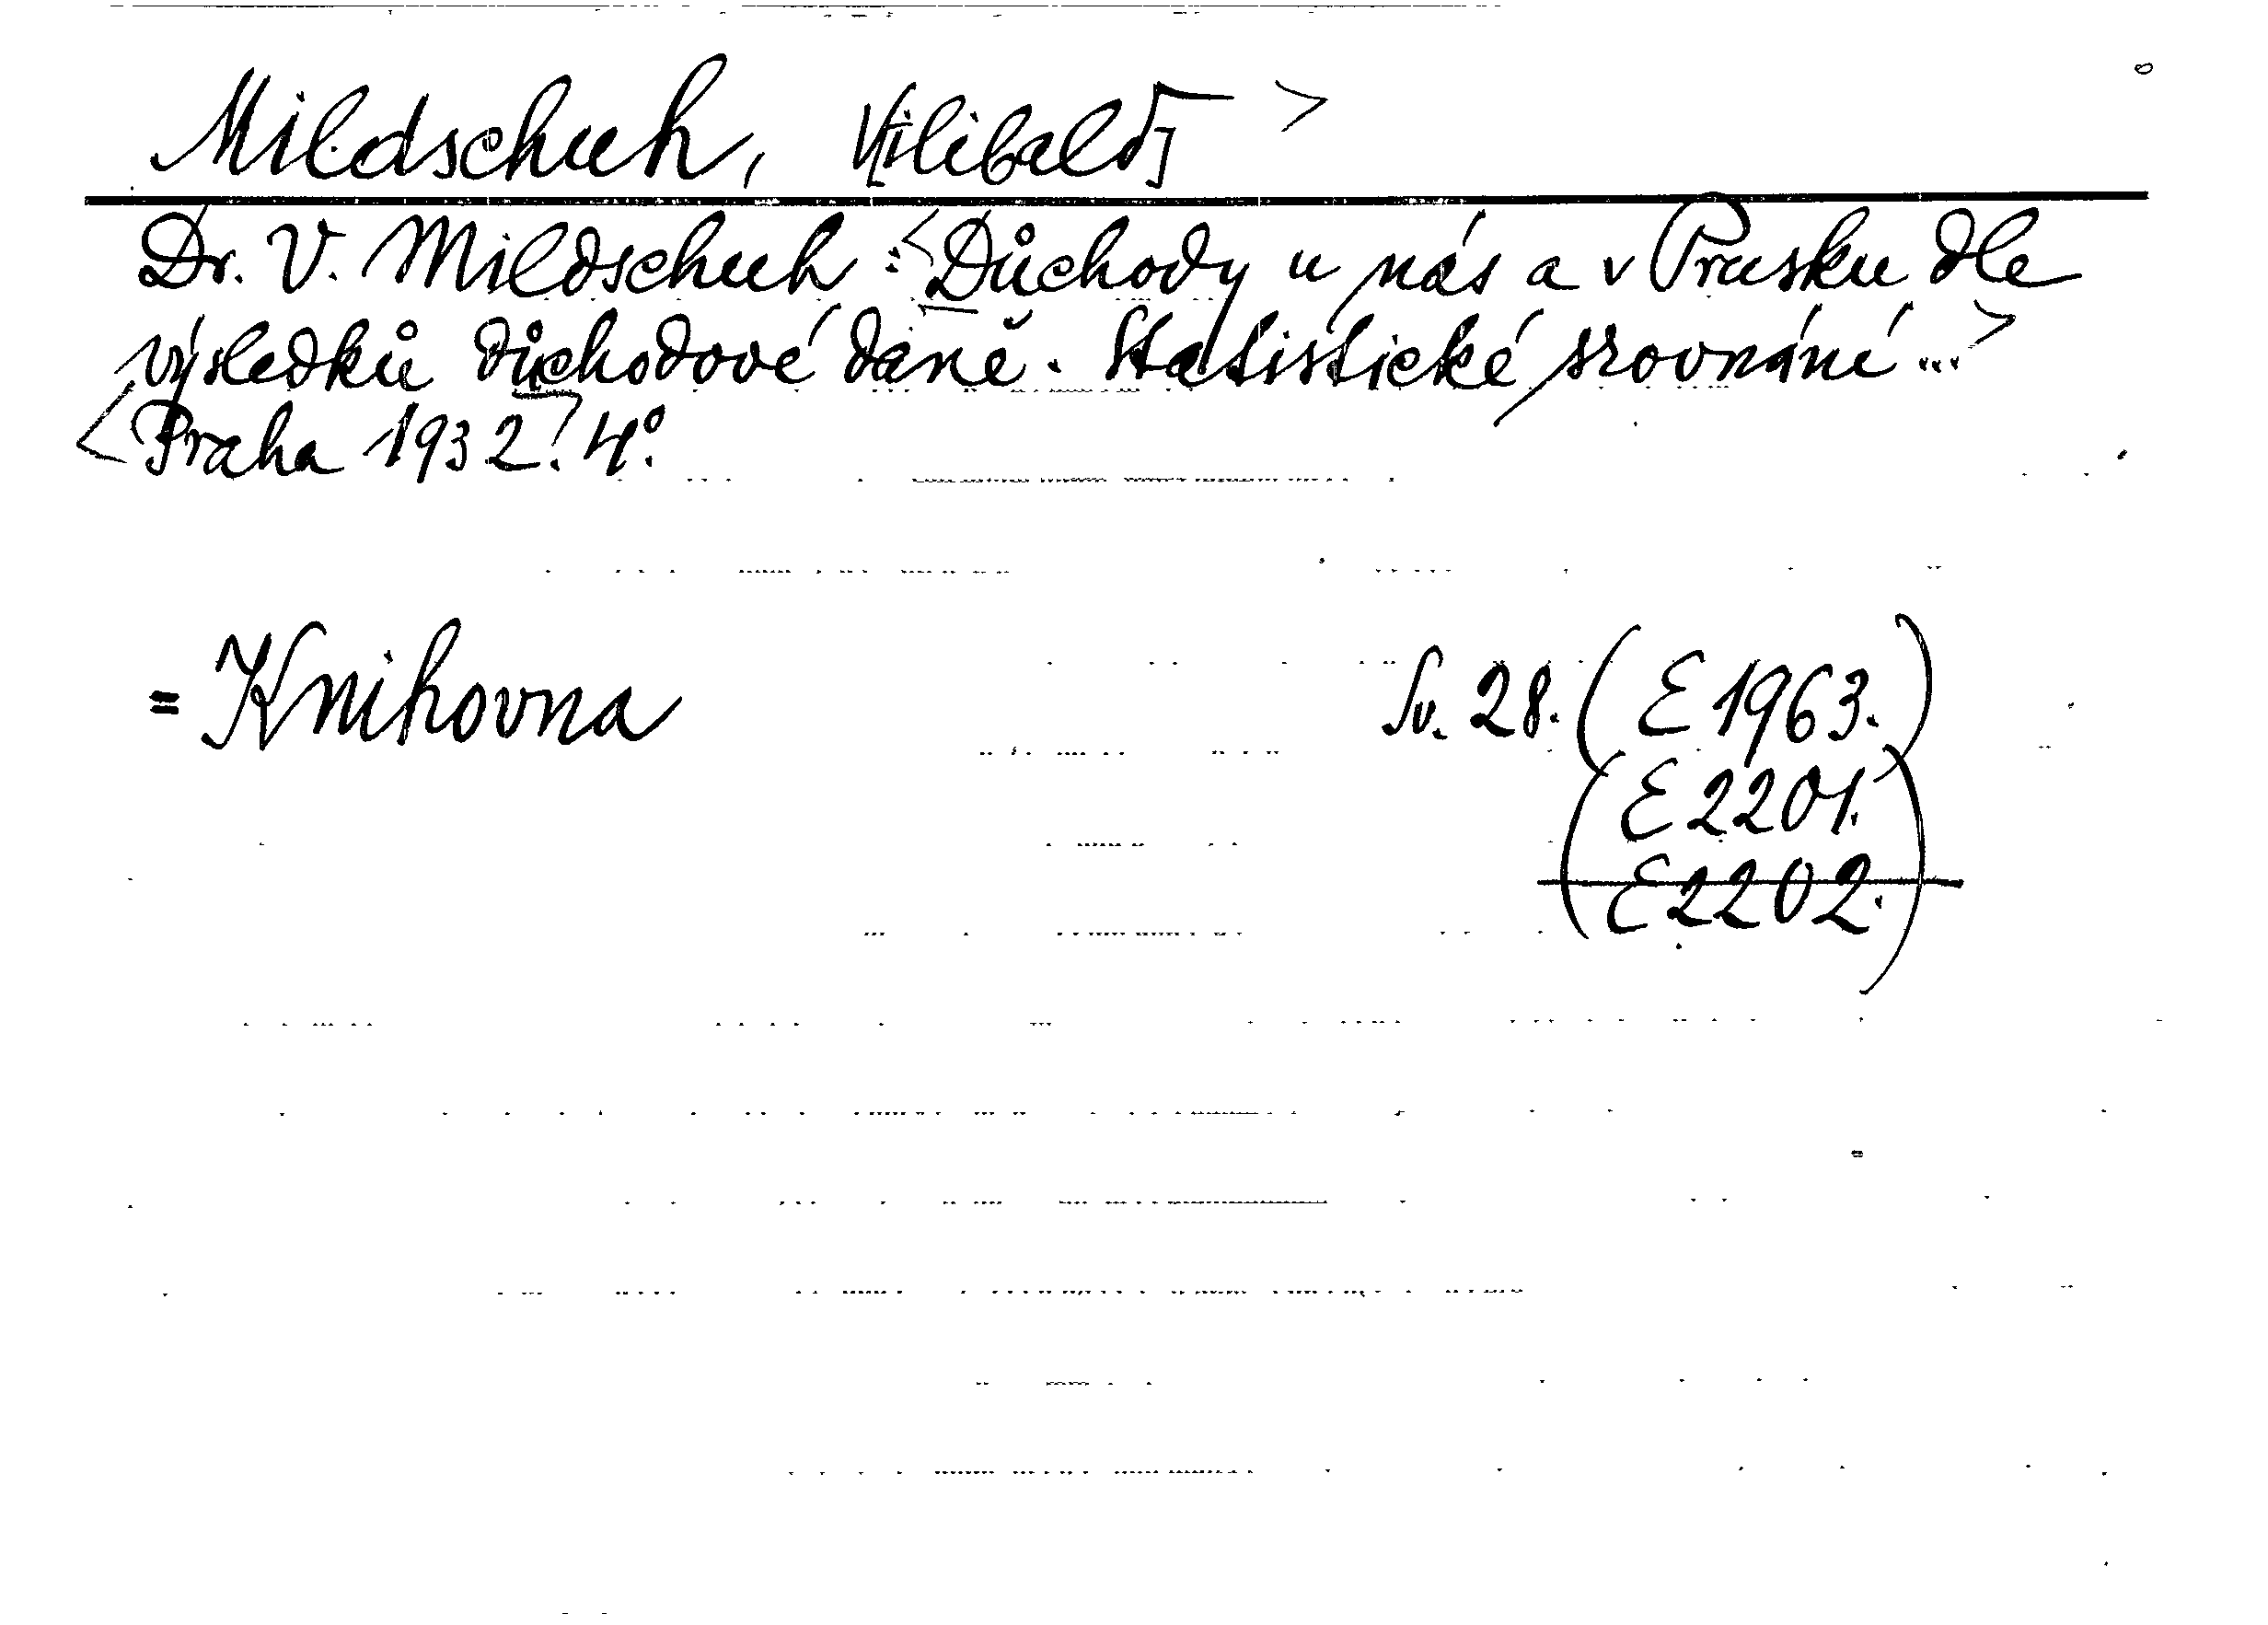 Mildschuh, V[ilibald] >
Dr. V. Mildschuh: <Důchody u nás a v Prusku dle
výsledků důchodové daně. Statistické srovnání ...>
<Praha 1932. 4°.
= Knihovna Sv. 28. (E 1963.)
(E 2201.
E 2202.)